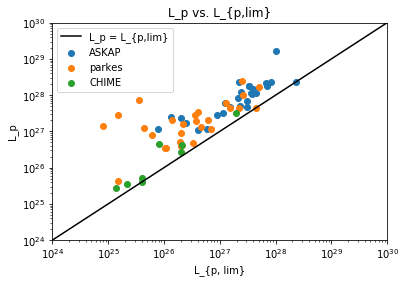 L_p vs. L_{p,lim}
L_p = L_{p,lim}
ASKAP
parkes
CHIME
L_p
10^30
10^29
10^28
10^27
10^26
10^25
10^24
10^24
10^25
10^26
10^27
10^28
10^29
10^30
L_{p, lim}